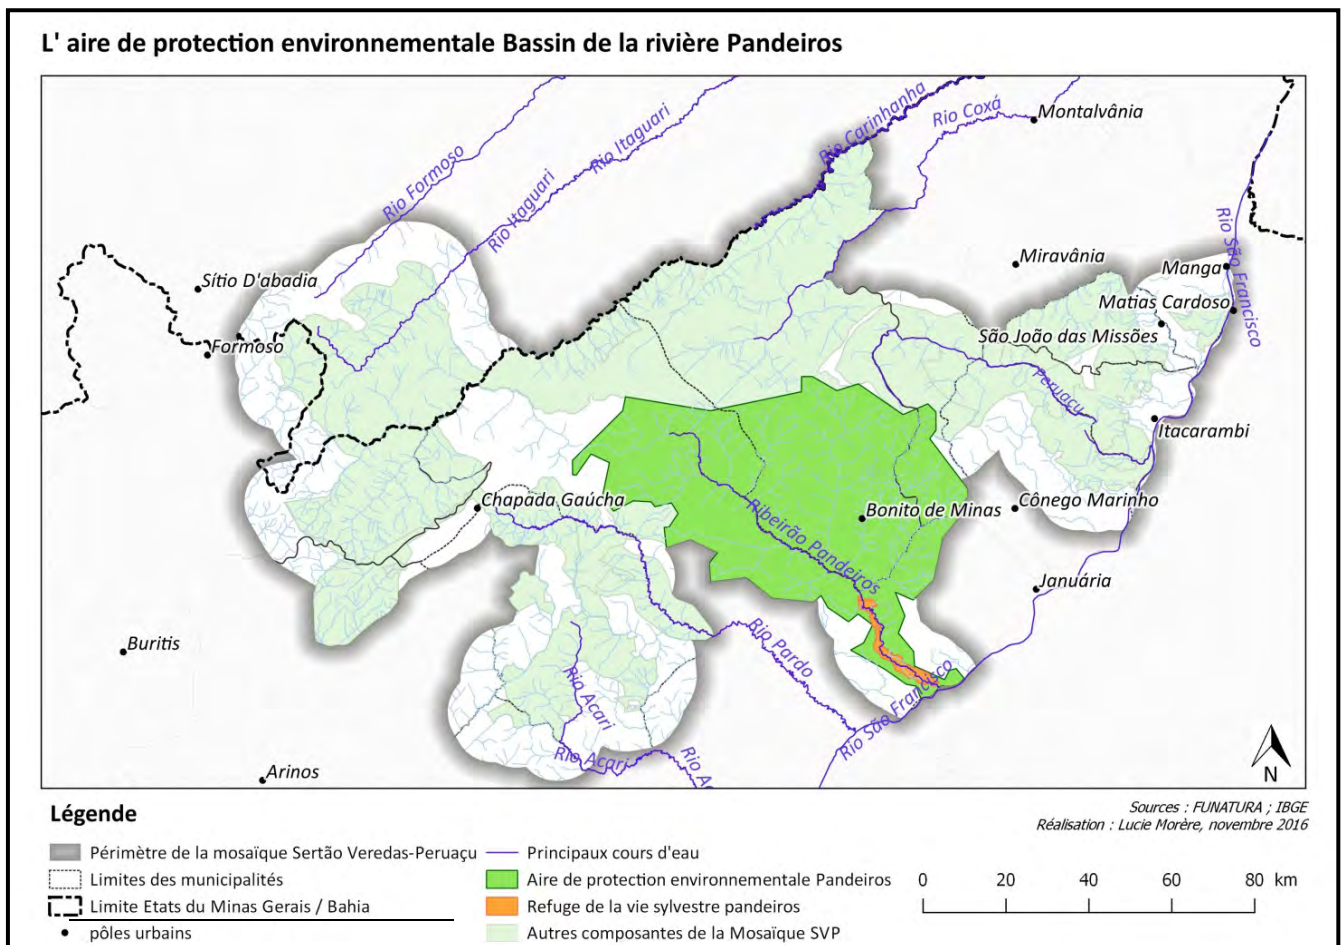 L' aire de protection environnementale Bassin de la rivière Pandeiros
Rio Carinhanha
Rio Coxá
Montalvânia
Rio Formoso
Rio Itaguari
Rio Itaguari
Rio São Francisco
Miravânia
Manga
Sítio D'abadia
Matias Cardoso
São João das Missões
Formoso
Peruaçu
Itacarambi
Chapada Gaúcha
Ribeirão Pandeiros
Bonito de Minas
Cônego Marinho
Januária
Buritis
Rio Pardo
Rio Acari
Rio São Francisco
Rio Acari
Rio A
Arinos
N
Légende
Sources : FUNATURA ; IBGE
Réalisation : Lucie Morère, novembre 2016
Périmètre de la mosaïque Sertão Veredas-Peruaçu
Principaux cours d'eau
Limites des municipalités
Aire de protection environnementale Pandeiros
0 20 40 60 80 km
Limite Etats du Minas Gerais / Bahia
Refuge de la vie sylvestre pandeiros
pôles urbains
Autres composantes de la Mosaïque SVP